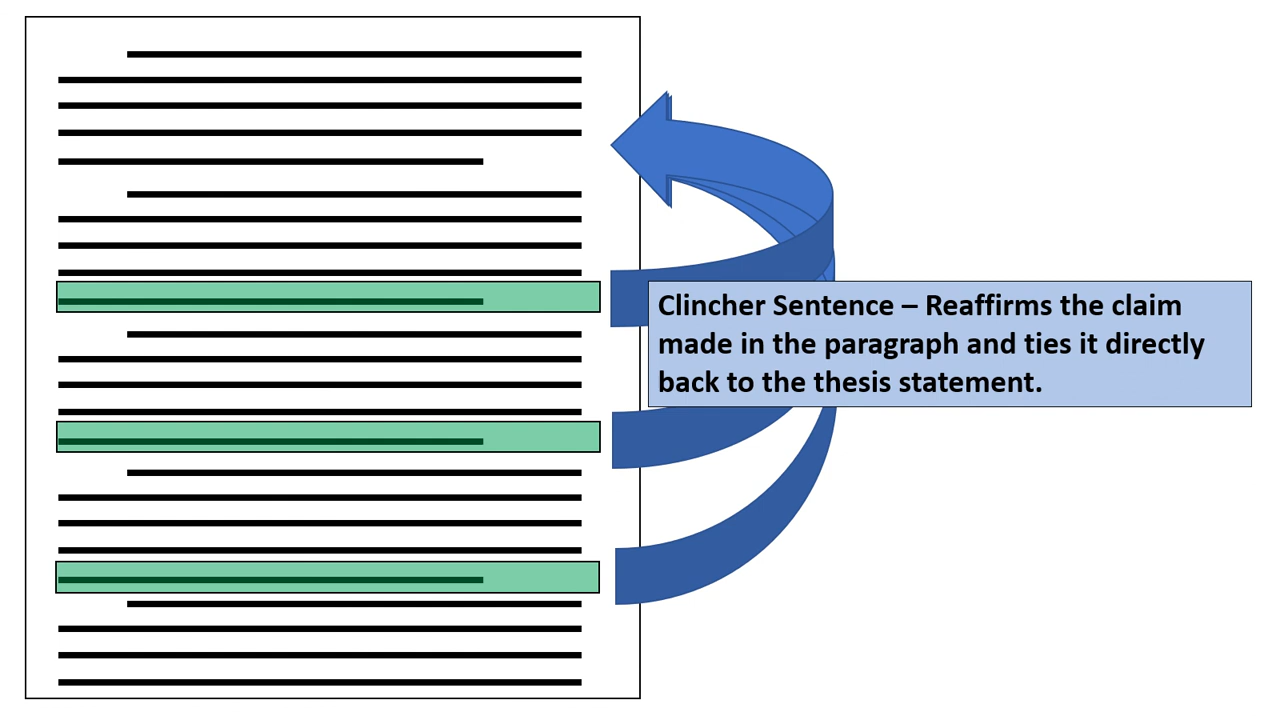 Clincher Sentence – Reaffirms the claim
made in the paragraph and ties it directly
back to the thesis statement.